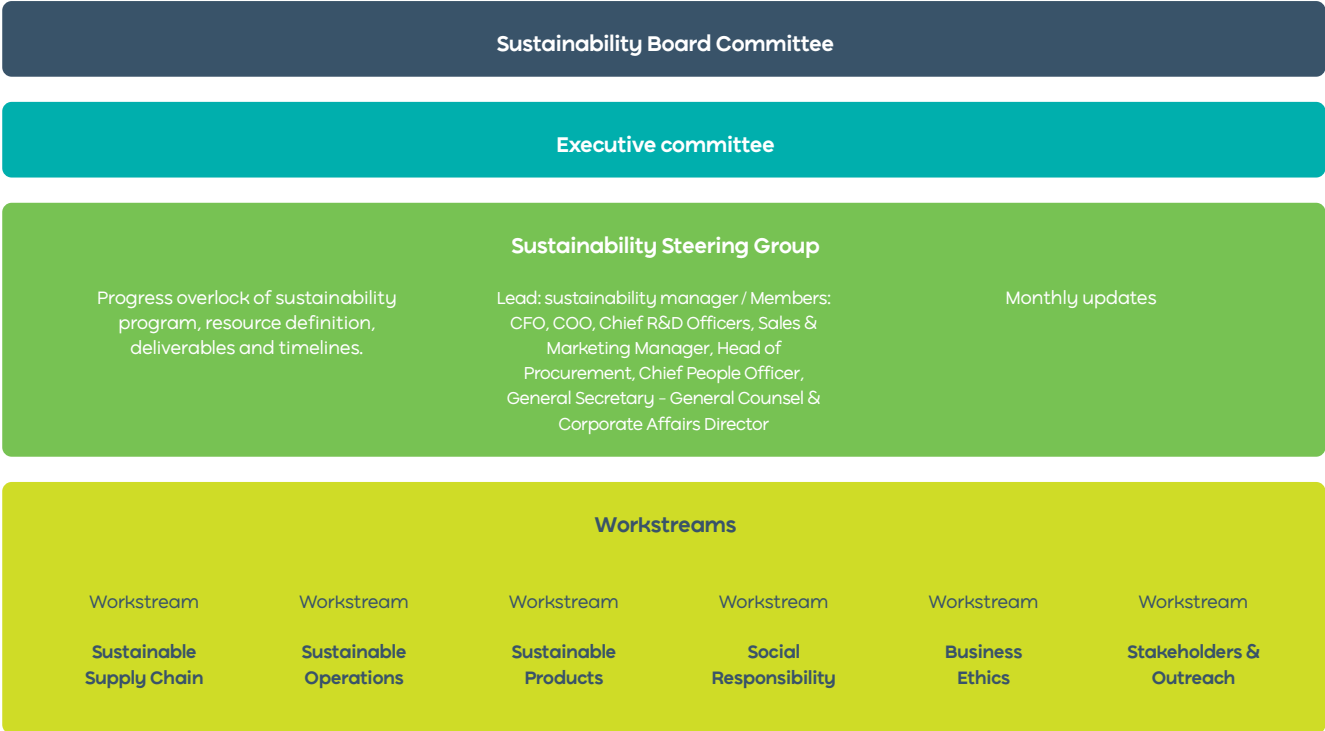 Sustainability Board Committee
Executive committee
Sustainability Steering Group
Progress overlock of sustainability
program, resource definition,
deliverables and timelines.
Lead: sustainability manager / Members:
CFO, COO, Chief R&D Officers, Sales &
Marketing Manager, Head of
Procurement, Chief People Officer,
General Secretary - General Counsel &
Corporate Affairs Director
Monthly updates
Workstreams
Workstream
Sustainable
Supply Chain
Workstream
Sustainable
Operations
Workstream
Sustainable
Products
Workstream
Social
Responsibility
Workstream
Business
Ethics
Workstream
Stakeholders &
Outreach